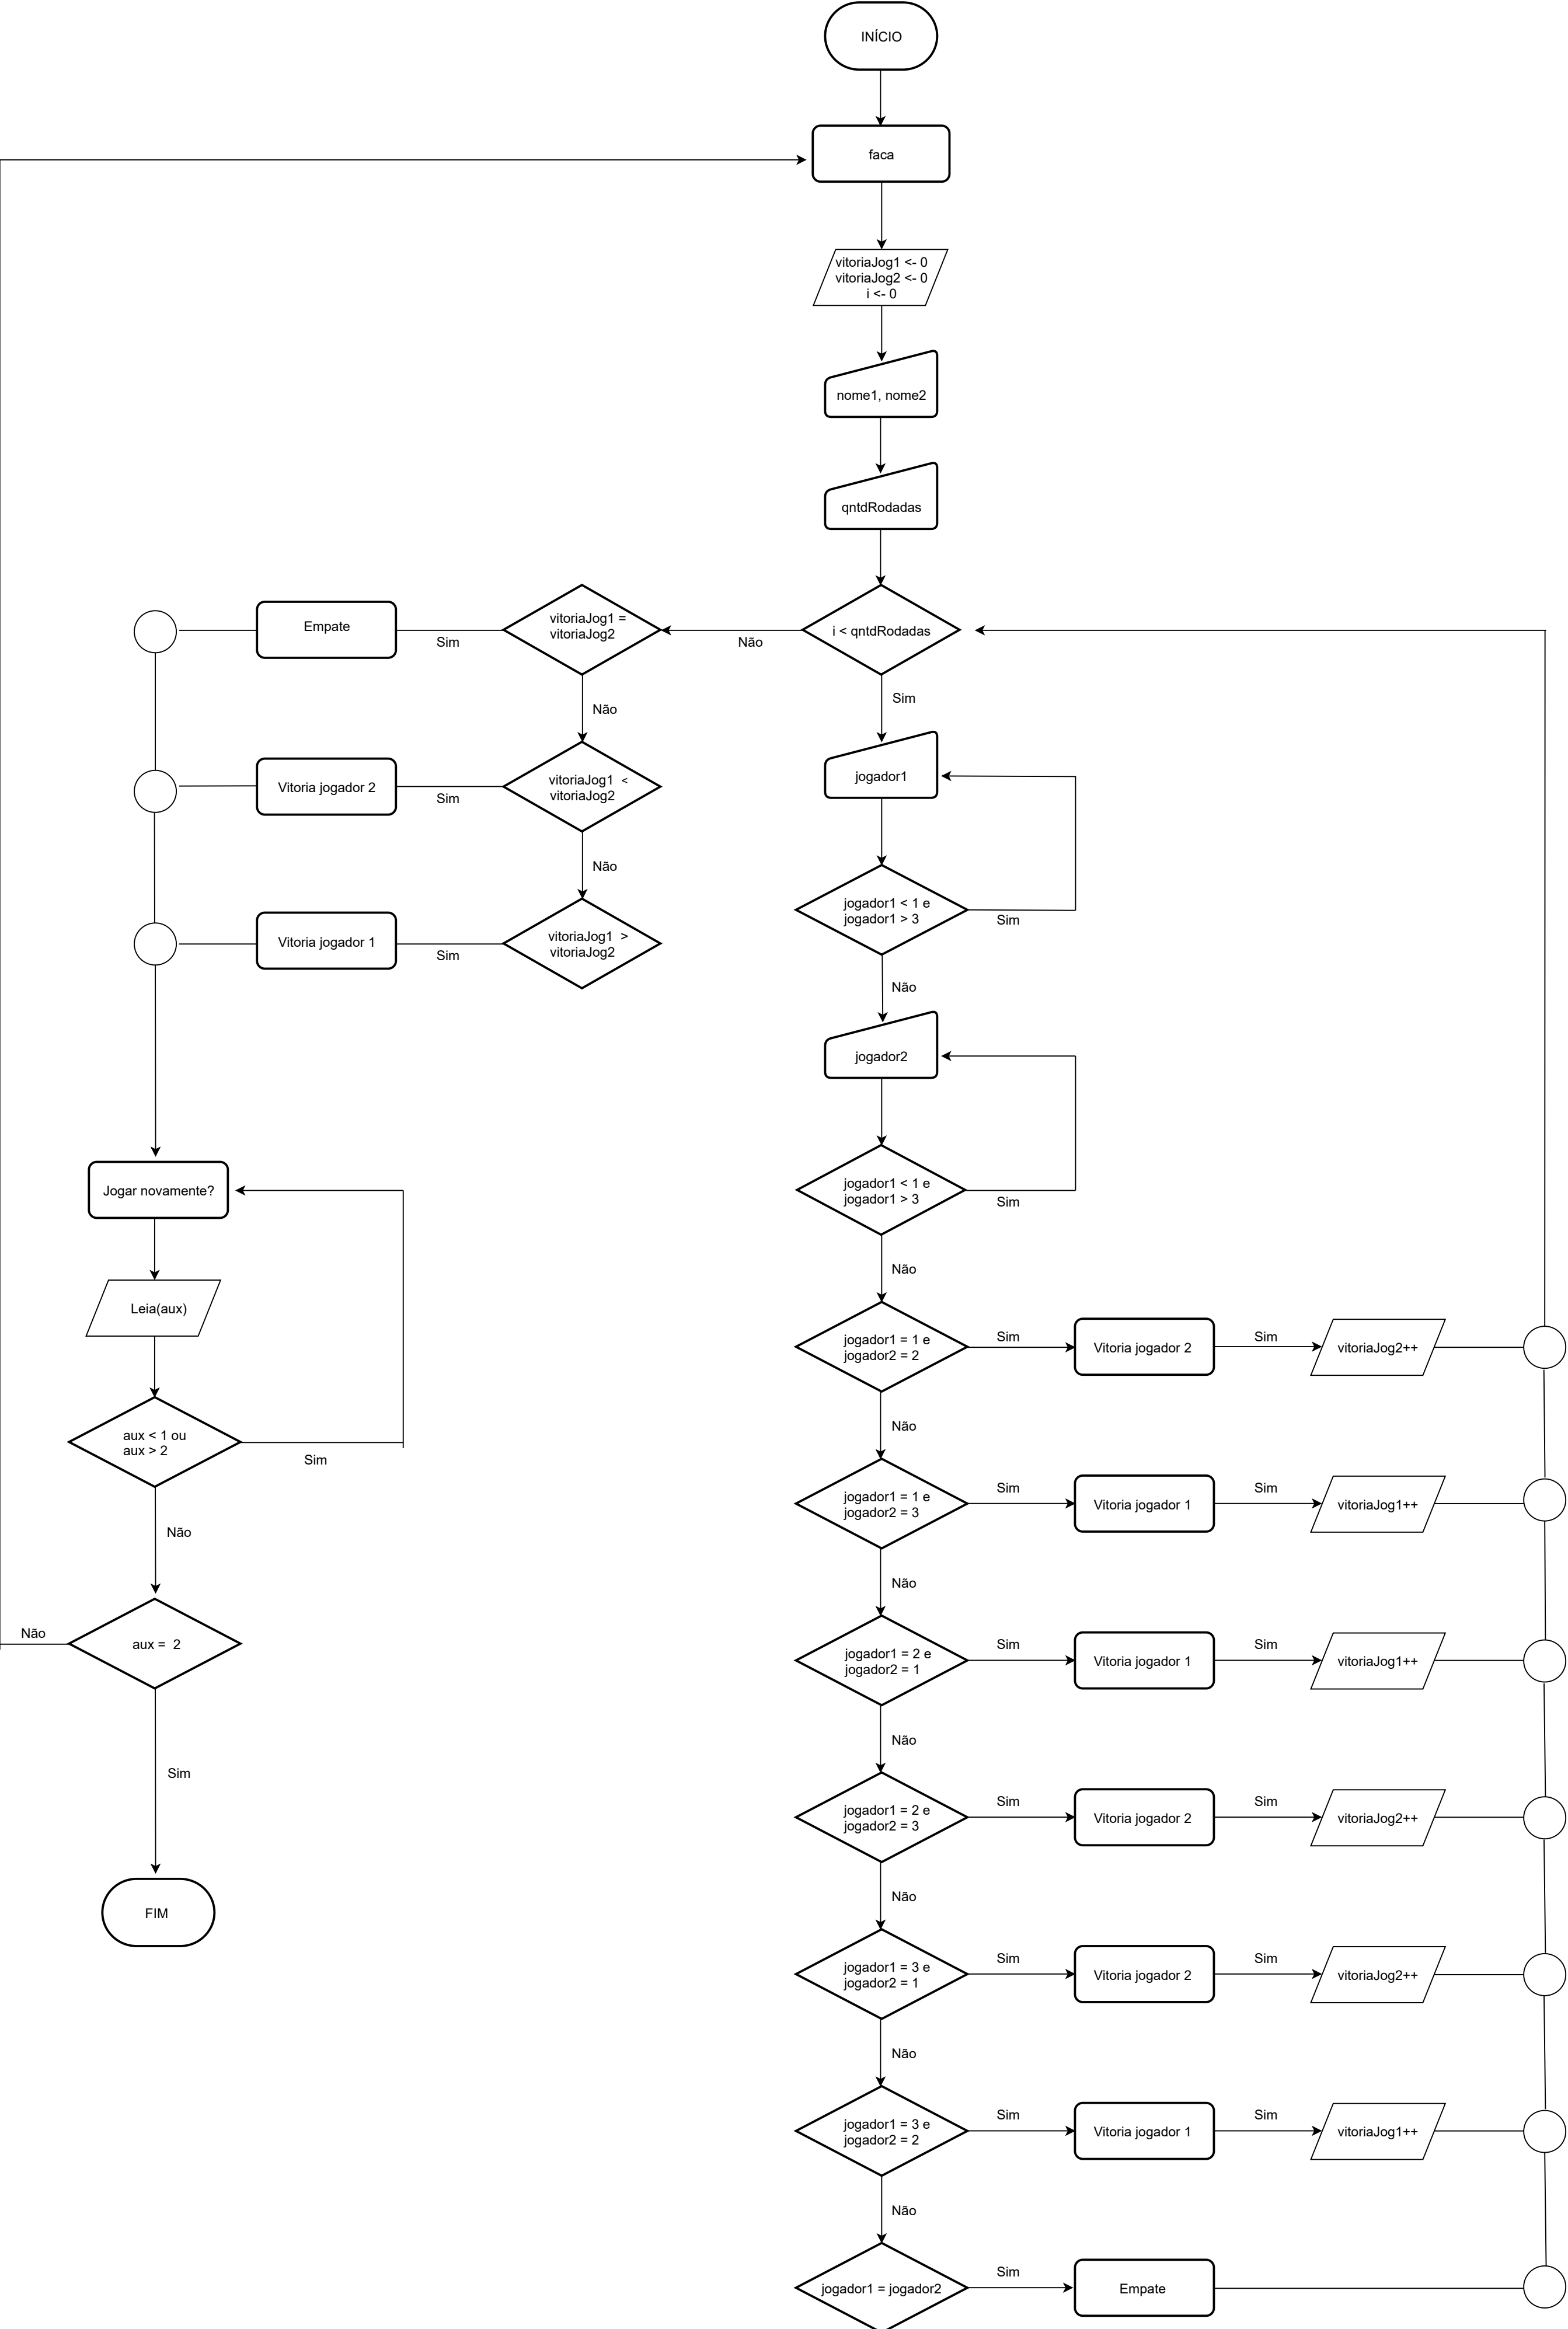 INÍCIO
faca
vitoriaJog1 <- 0
vitoriaJog2 <- 0
i <- 0
nome1, nome2
qntdRodadas
i < qntdRodadas
Não
vitoriaJog1 =
vitoriaJog2
Sim
Empate
Não
vitoriaJog1 <
vitoriaJog2
Sim
Vitoria jogador 2
Não
vitoriaJog1 >
vitoriaJog2
Sim
Vitoria jogador 1
Jogar novamente?
Leia(aux)
aux < 1 ou
aux > 2
Sim
Não
aux = 2
Não
Sim
FIM
Sim
jogador1
jogador1 < 1 e
jogador1 > 3
Sim
Não
jogador2
jogador1 < 1 e
jogador1 > 3
Sim
Não
jogador1 = 1 e
jogador2 = 2
Sim
Vitoria jogador 2
Sim
vitoriaJog2++
Não
jogador1 = 1 e
jogador2 = 3
Sim
Vitoria jogador 1
Sim
vitoriaJog1++
Não
jogador1 = 2 e
jogador2 = 1
Sim
Vitoria jogador 1
Sim
vitoriaJog1++
Não
jogador1 = 2 e
jogador2 = 3
Sim
Vitoria jogador 2
Sim
vitoriaJog2++
Não
jogador1 = 3 e
jogador2 = 1
Sim
Vitoria jogador 2
Sim
vitoriaJog2++
Não
jogador1 = 3 e
jogador2 = 2
Sim
Vitoria jogador 1
Sim
vitoriaJog1++
Não
jogador1 = jogador2
Sim
Empate